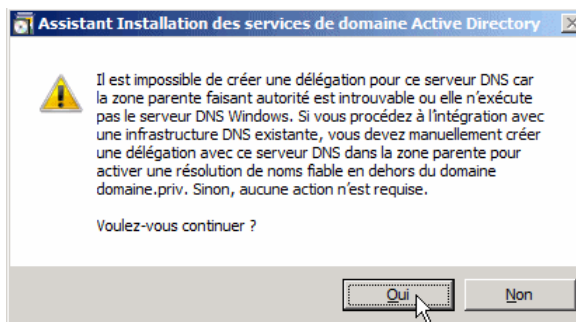 Assistant Installation des services de domaine Active Directory
Il est impossible de créer une délégation pour ce serveur DNS car
la zone parente faisant autorité est introuvable ou elle n'exécute
pas le serveur DNS Windows. Si vous procédez à l'intégration avec
une infrastructure DNS existante, vous devez manuellement créer
une délégation avec ce serveur DNS dans la zone parente pour
activer une résolution de noms fiable en dehors du domaine
domaine.priv. Sinon, aucune action n'est requise.
Voulez-vous continuer ?
Oui
Non